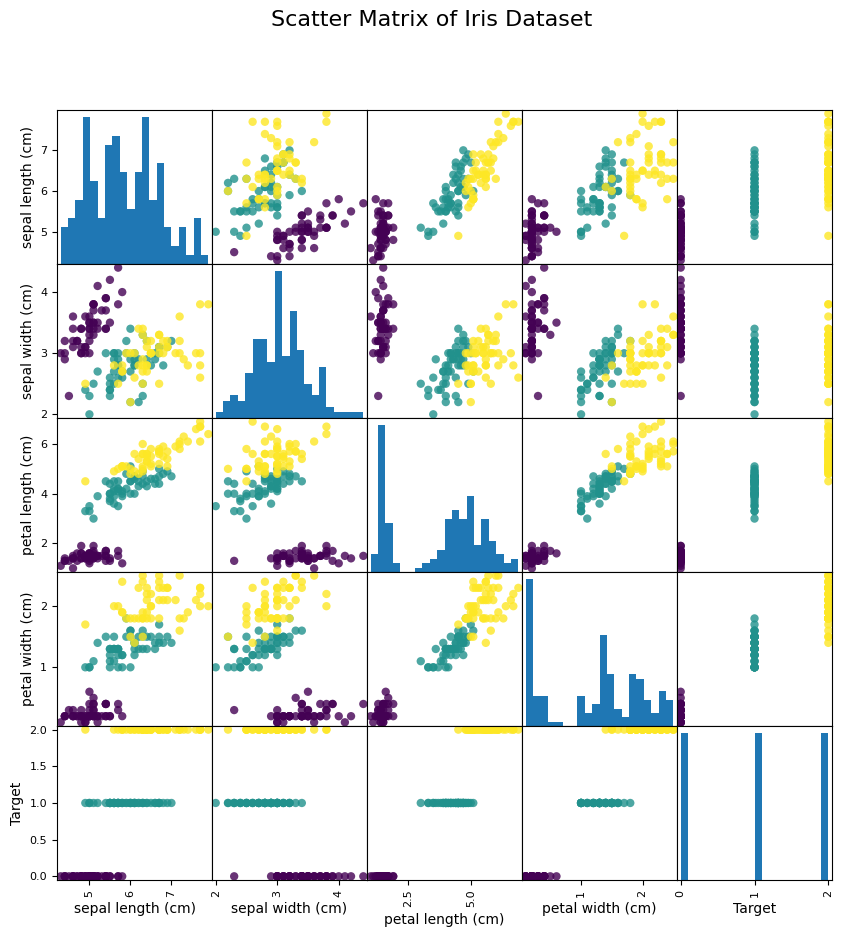 Scatter Matrix of Iris Dataset
sepal length (cm)
7
6
5
sepal width (cm)
4
3
2
petal length (cm)
6
4
2
petal width (cm)
2
1
Target
2.0
1.5
1.0
0.5
0.0
5 6 7
2 3 4
2.5 5.0
1 2
0 1 2
sepal length (cm)
sepal width (cm)
petal length (cm)
petal width (cm)
Target